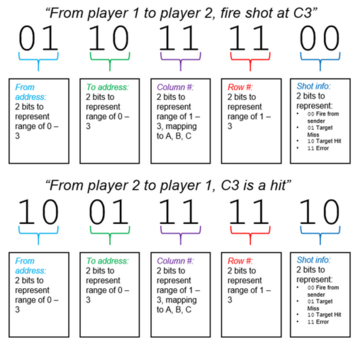 “From player 1 to player 2, fire shot at C3”
01 10 11 11 00
From
address:
2 bits to
represent
range of 0 –
3
To address:
2 bits to
represent
range of 0 –
3
Column #:
2 bits to
represent
range of 1 –
3, mapping
to A, B, C
Row #:
2 bits to
represent
range of 1 –
3
Shot info:
2 bits to
represent:
• 00 Fire from
sender
• 01 Target
Miss
• 10 Target Hit
• 11 Error
“From player 2 to player 1, C3 is a hit”
10 01 11 11 10
From
address:
2 bits to
represent
range of 0 –
3
To address:
2 bits to
represent
range of 0 –
3
Column #:
2 bits to
represent
range of 1 –
3, mapping
to A, B, C
Row #:
2 bits to
represent
range of 1 –
3
Shot info:
2 bits to
represent:
• 00 Fire from
sender
• 01 Target
Miss
• 10 Target Hit
• 11 Error